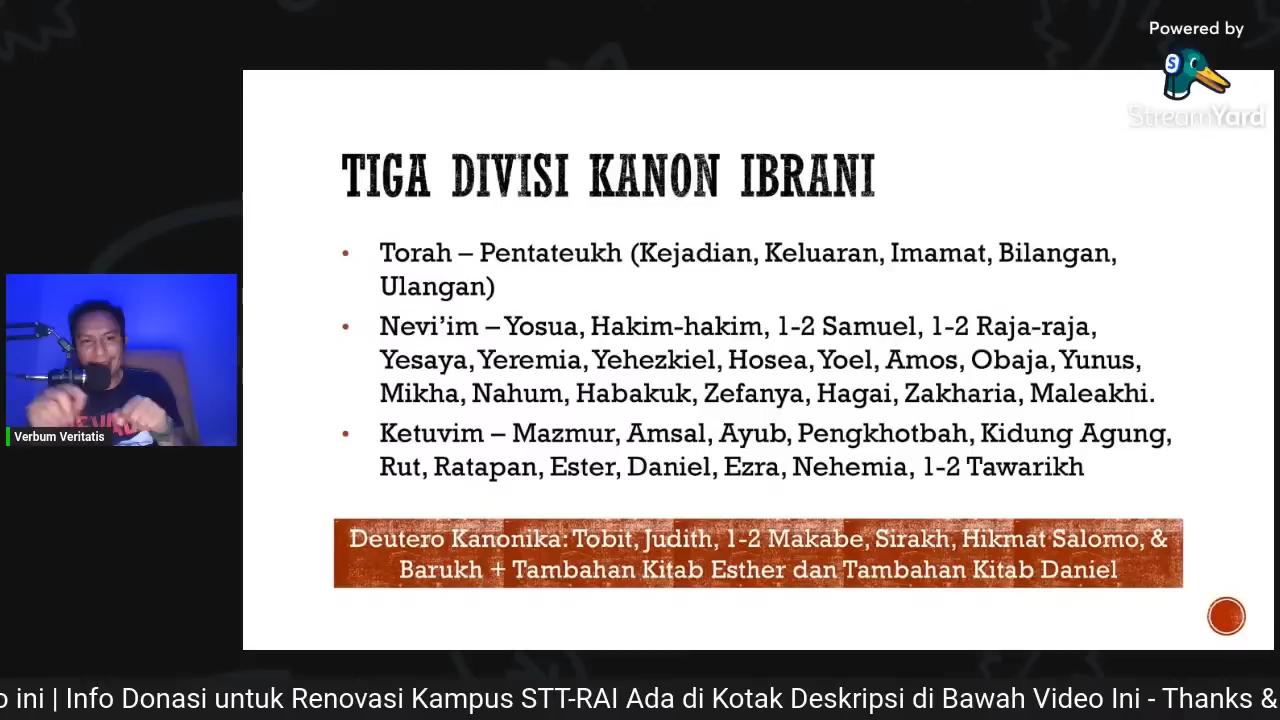 Powered by
S
StreamYard
TIGA DIVISI KANON IBRANI
• Torah – Pentateukh (Kejadian, Keluaran, Imamat, Bilangan,
Ulangan)
• Nevi’im – Yosua, Hakim-hakim, 1-2 Samuel, 1-2 Raja-raja,
Yesaya, Yeremia, Yehezkiel, Hosea, Yoel, Amos, Obaja, Yunus,
Mikha, Nahum, Habakuk, Zefanya, Hagai, Zakharia, Maleakhi.
• Ketuvim – Mazmur, Amsal, Ayub, Pengkhotbah, Kidung Agung,
Rut, Ratapan, Ester, Daniel, Ezra, Nehemia, 1-2 Tawarikh
Deutero Kanonika: Tobit, Judith, 1-2 Makabe, Sirakh, Hikmat Salomo, &
Barukh + Tambahan Kitab Esther dan Tambahan Kitab Daniel
Verbum Veritatis
o ini | Info Donasi untuk Renovasi Kampus STT-RAI Ada di Kotak Deskripsi di Bawah Video Ini - Thanks &